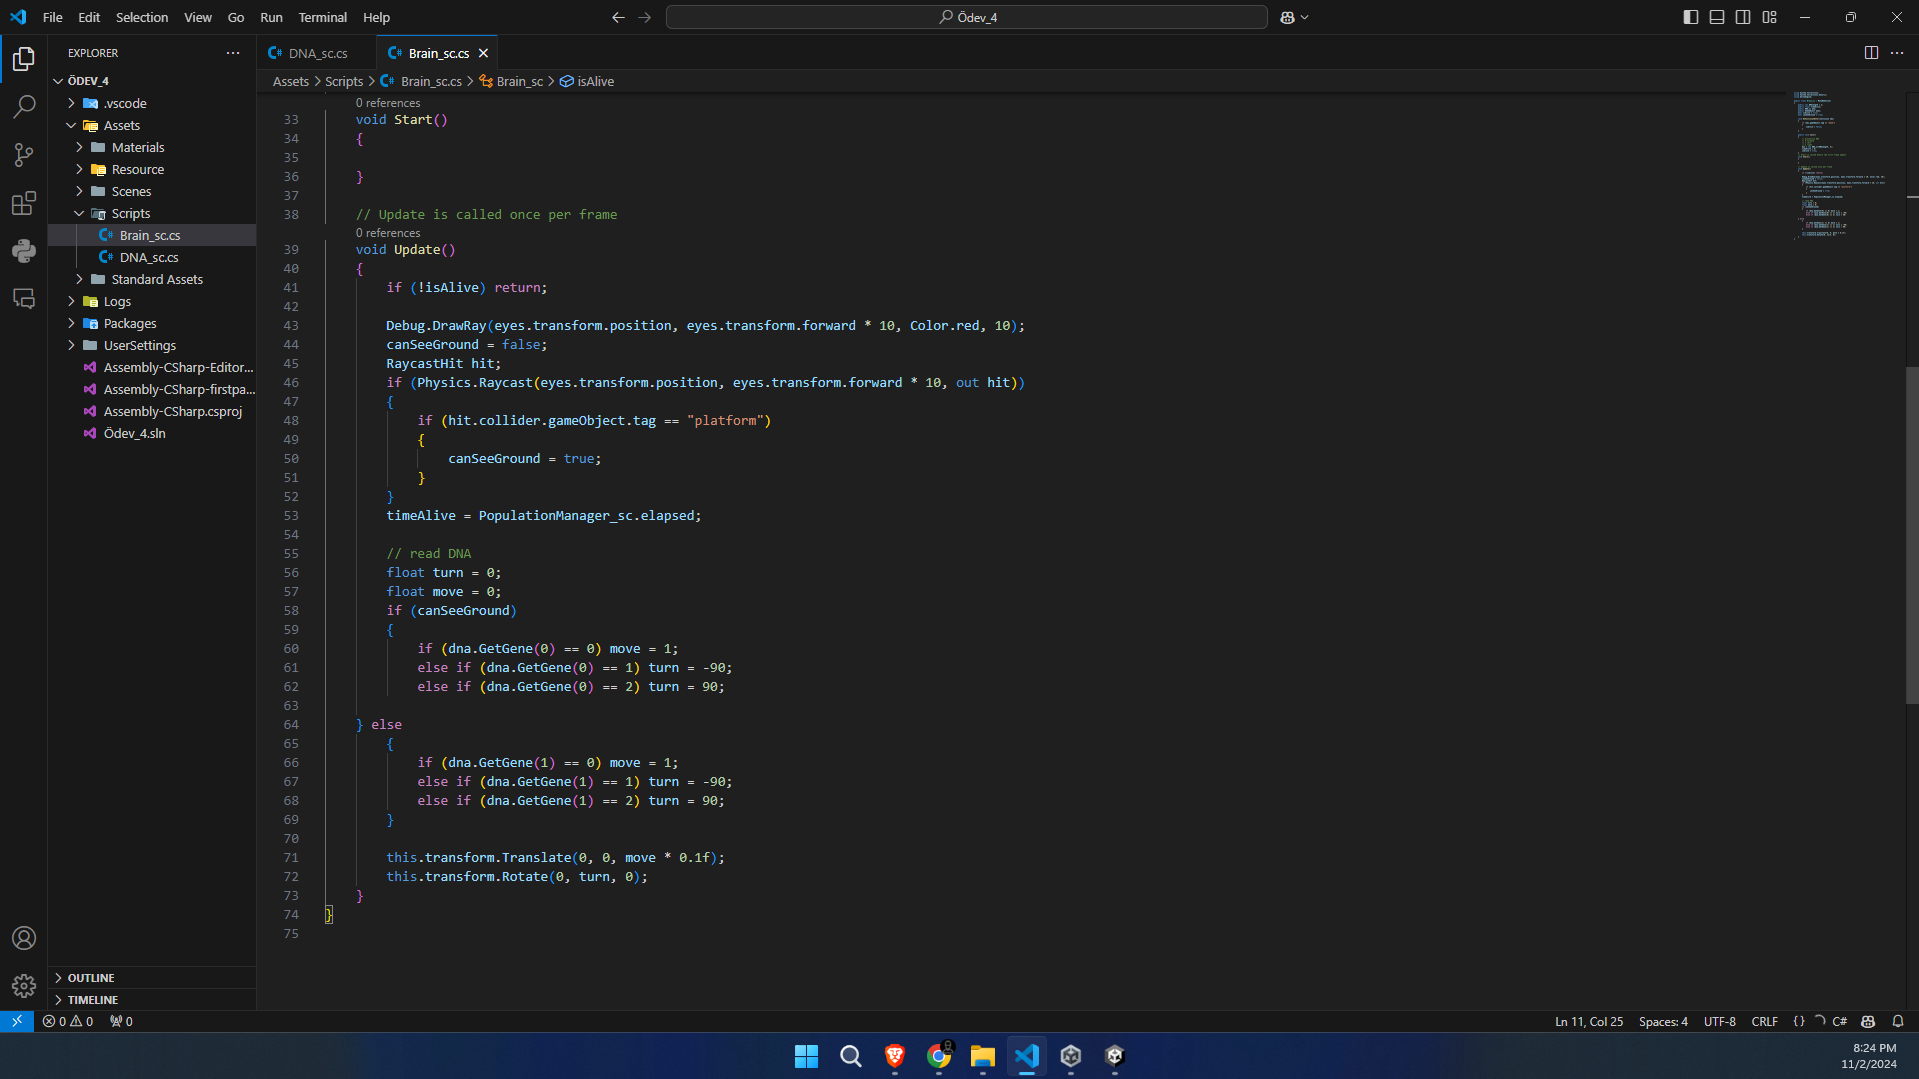 File Edit Selection View Go Run Terminal Help
Ödev_4
EXPLORER
ÖDEV_4
.vscode
Assets
Materials
Resource
Scenes
Scripts
Brain_sc.cs
DNA_sc.cs
Standard Assets
Logs
Packages
UserSettings
Assembly-CSharp-Editor...
Assembly-CSharp-firstpa...
Assembly-CSharp.csproj
Ödev_4.sln
OUTLINE
TIMELINE
DNA_sc.cs Brain_sc.cs
Assets > Scripts > Brain_sc.cs > Brain_sc > isAlive
0 references
33 void Start()
34 {
35
36 }
37
38 // Update is called once per frame
0 references
39 void Update()
40 {
41 if (!isAlive) return;
42
43 Debug.DrawRay(eyes.transform.position, eyes.transform.forward * 10, Color.red, 10);
44 canSeeGround = false;
45 RaycastHit hit;
46 if (Physics.Raycast(eyes.transform.position, eyes.transform.forward * 10, out hit))
47 {
48 if (hit.collider.gameObject.tag == "platform")
49 {
50 canSeeGround = true;
51 }
52 }
53 timeAlive = PopulationManager_sc.elapsed;
54
55 // read DNA
56 float turn = 0;
57 float move = 0;
58 if (canSeeGround)
59 {
60 if (dna.GetGene(0) == 0) move = 1;
61 else if (dna.GetGene(0) == 1) turn = -90;
62 else if (dna.GetGene(0) == 2) turn = 90;
63
64 } else
65 {
66 if (dna.GetGene(1) == 0) move = 1;
67 else if (dna.GetGene(1) == 1) turn = -90;
68 else if (dna.GetGene(1) == 2) turn = 90;
69 }
70
71 this.transform.Translate(0, 0, move * 0.1f);
72 this.transform.Rotate(0, turn, 0);
73 }
74 }
75
0 0 0 Ln 11, Col 25 Spaces: 4 UTF-8 CRLF {} C#
8:24 PM
11/2/2024